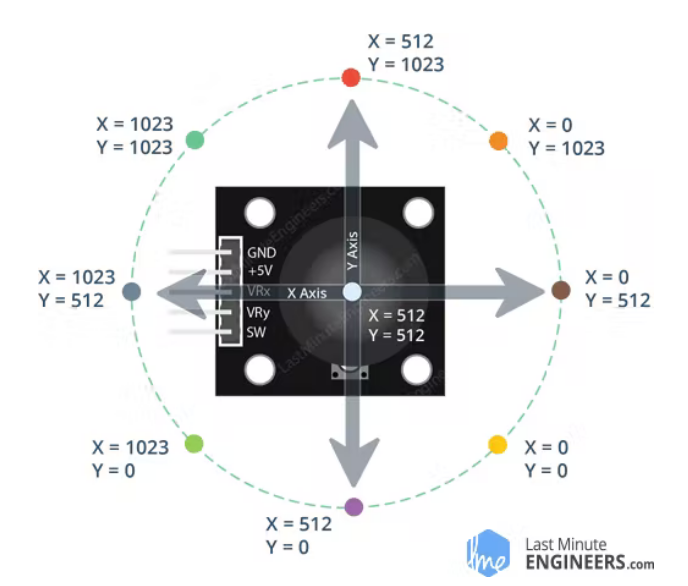 X = 512
Y = 1023
X = 1023
Y = 1023
X = 0
Y = 1023
GND
+5V
VRx
VRy
SW
Y Axis
X Axis
X = 1023
Y = 512
X = 512
Y = 512
X = 0
Y = 512
X = 1023
Y = 0
X = 0
Y = 0
X = 512
Y = 0
lme
Last Minute
ENGINEERS.com